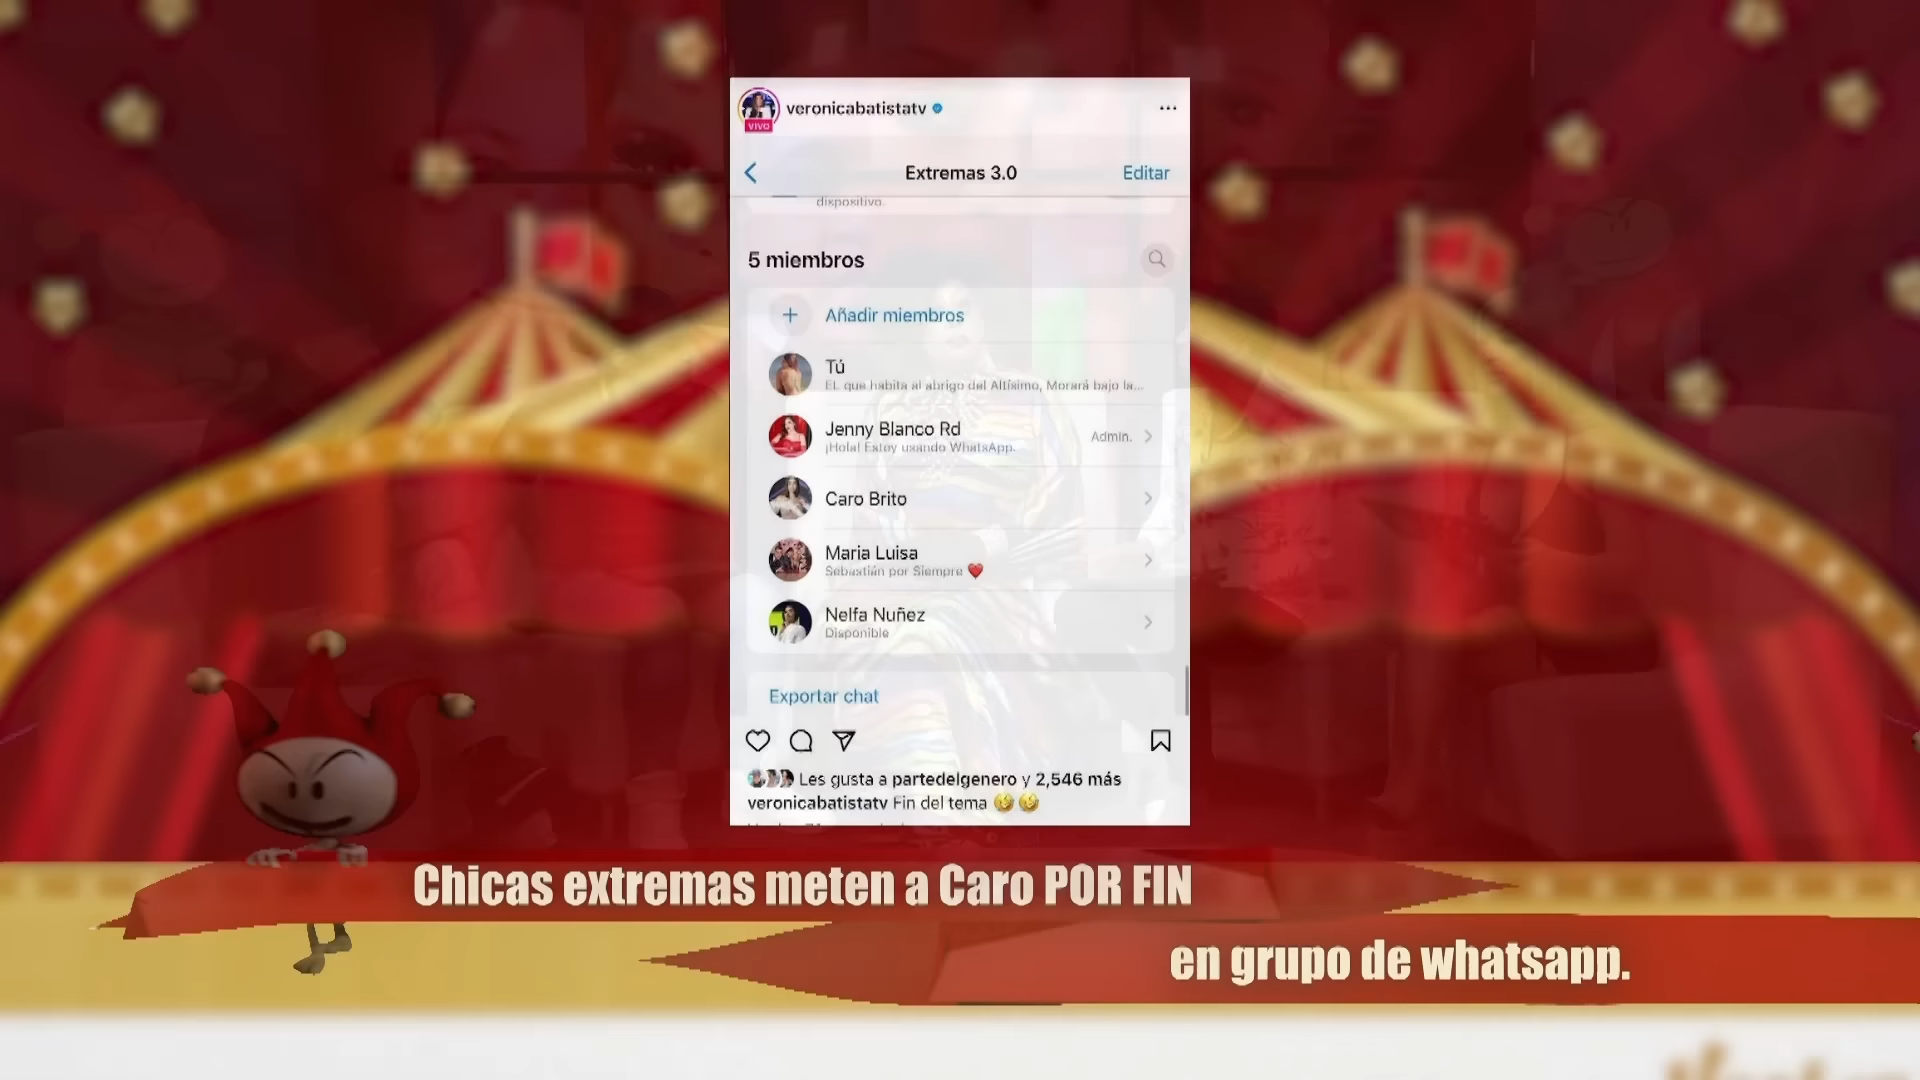 veronicabatistatv
VIVO
Extremas 3.0
Editar
dispositivo.
5 miembros
Añadir miembros
Tú
EL que habita al abrigo del Altísimo, Morará bajo la...
Jenny Blanco Rd
Admin.
¡Hola! Estoy usando WhatsApp.
Caro Brito
Maria Luisa
Sebastián por Siempre ❤️
Nelfa Nuñez
Disponible
Exportar chat
Les gusta a partedelgenero y 2,546 más
veronicabatistatv Fin del tema 🤣🤣
Chicas extremas meten a Caro POR FIN
en grupo de whatsapp.